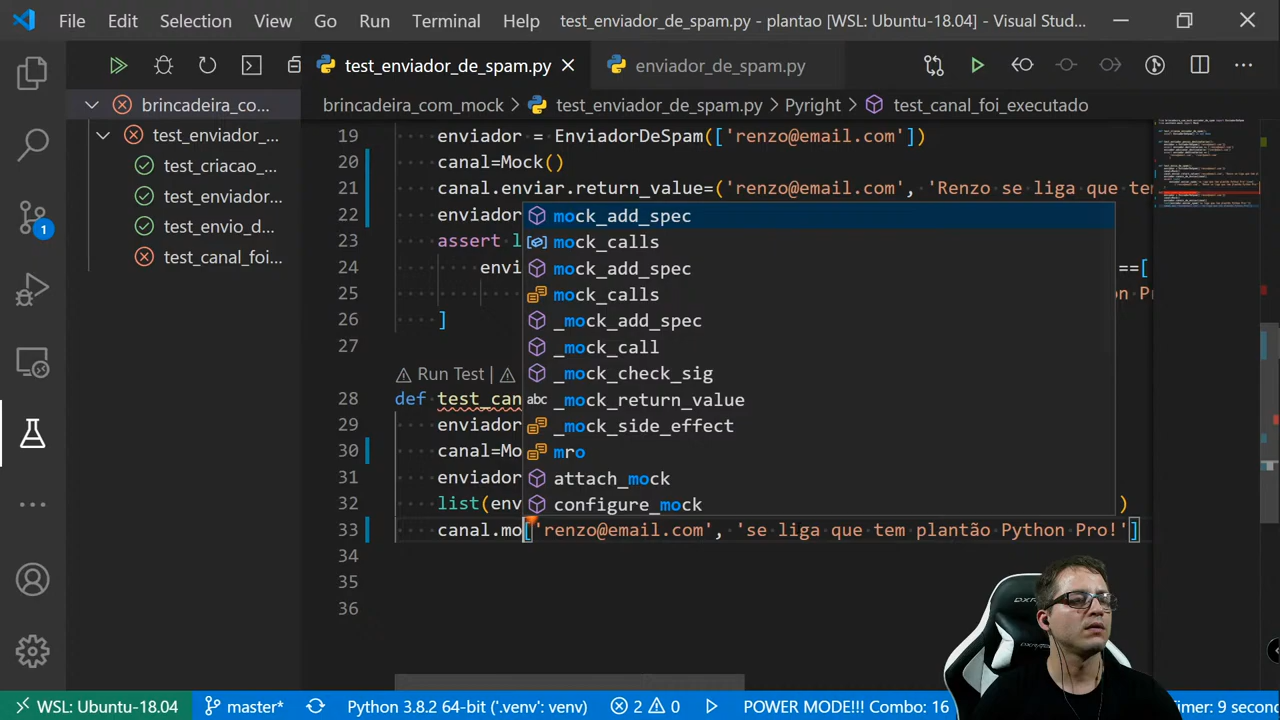 File Edit Selection View Go Run Terminal Help test_enviador_de_spam.py - plantao [WSL: Ubuntu-18.04] - Visual Stud...
test_enviador_de_spam.py enviador_de_spam.py
brincadeira_co...
brincadeira_com_mock > test_enviador_de_spam.py > Pyright > test_canal_foi_executado
test_enviador_...
test_criacao_...
test_enviador...
test_envio_d...
test_canal_foi...
1
19 enviador = EnviadorDeSpam(['renzo@email.com'])
20 canal=Mock()
21 canal.enviar.return_value=('renzo@email.com', 'Renzo se liga que tem
22 enviador
23 assert l
24 envi ==[
25 on Pr
26 ]
27
Run Test |
28 def test_can
29 enviador
30 canal=Mo
31 enviador
32 list(env )
33 canal.mo['renzo@email.com', 'se liga que tem plantão Python Pro!']
34
35
36
mock_add_spec
mock_calls
mock_add_spec
mock_calls
_mock_add_spec
_mock_call
_mock_check_sig
abc _mock_return_value
_mock_side_effect
mro
attach_mock
configure_mock
WSL: Ubuntu-18.04 master* Python 3.8.2 64-bit ('.venv': venv) 2 0 POWER MODE!!! Combo: 16 Timer: 9 secon